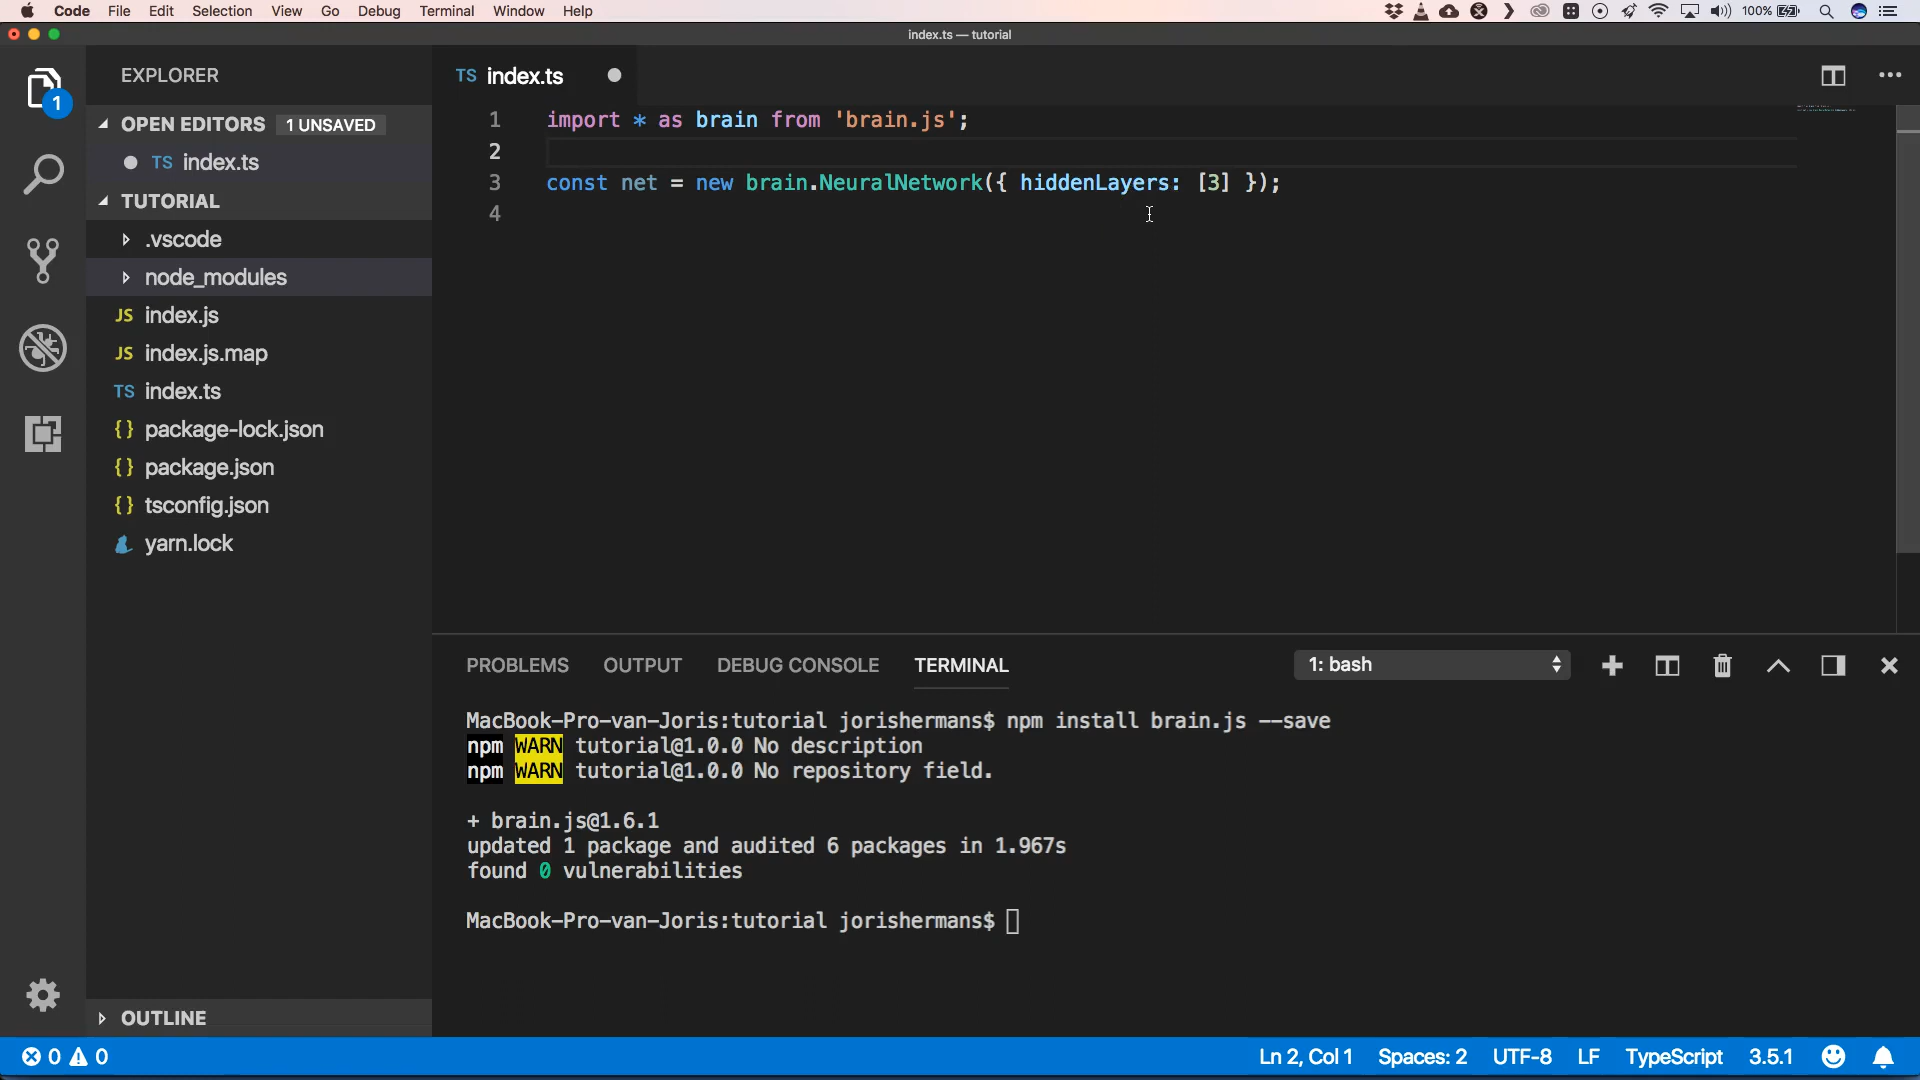 Code File Edit Selection View Go Debug Terminal Window Help 100%
index.ts — tutorial
EXPLORER
1
OPEN EDITORS 1 UNSAVED
TS index.ts
TUTORIAL
.vscode
node_modules
JS index.js
JS index.js.map
TS index.ts
{} package-lock.json
{} package.json
{} tsconfig.json
yarn.lock
OUTLINE
TS index.ts
1 import * as brain from 'brain.js';
2
3 const net = new brain.NeuralNetwork({ hiddenLayers: [3] });
4
PROBLEMS OUTPUT DEBUG CONSOLE TERMINAL 1: bash
MacBook-Pro-van-Joris:tutorial jorishermans$ npm install brain.js --save
npm WARN tutorial@1.0.0 No description
npm WARN tutorial@1.0.0 No repository field.
+ brain.js@1.6.1
updated 1 package and audited 6 packages in 1.967s
found 0 vulnerabilities
MacBook-Pro-van-Joris:tutorial jorishermans$
0 0 Ln 2, Col 1 Spaces: 2 UTF-8 LF TypeScript 3.5.1